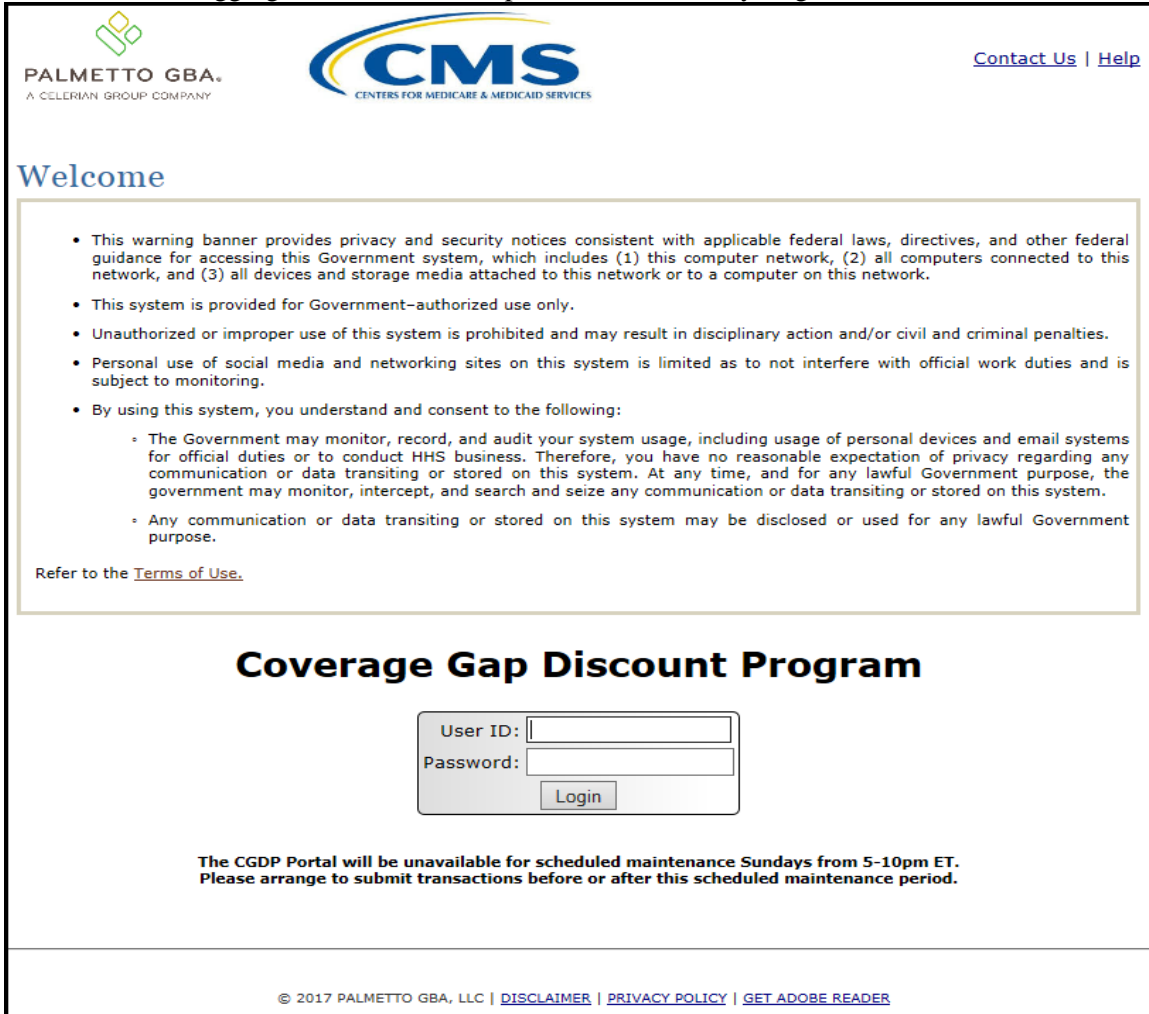 PALMETTO GBA.
A CELERIAN GROUP COMPANY
CMS
CENTERS FOR MEDICARE & MEDICAID SERVICES
Contact Us | Help
Welcome
• This warning banner provides privacy and security notices consistent with applicable federal laws, directives, and other federal
guidance for accessing this Government system, which includes (1) this computer network, (2) all computers connected to this
network, and (3) all devices and storage media attached to this network or to a computer on this network.
• This system is provided for Government–authorized use only.
• Unauthorized or improper use of this system is prohibited and may result in disciplinary action and/or civil and criminal penalties.
• Personal use of social media and networking sites on this system is limited as to not interfere with official work duties and is
subject to monitoring.
• By using this system, you understand and consent to the following:
◦ The Government may monitor, record, and audit your system usage, including usage of personal devices and email systems
for official duties or to conduct HHS business. Therefore, you have no reasonable expectation of privacy regarding any
communication or data transiting or stored on this system. At any time, and for any lawful Government purpose, the
government may monitor, intercept, and search and seize any communication or data transiting or stored on this system.
◦ Any communication or data transiting or stored on this system may be disclosed or used for any lawful Government
purpose.
Refer to the Terms of Use.
Coverage Gap Discount Program
User ID:
Password:
Login
The CGDP Portal will be unavailable for scheduled maintenance Sundays from 5-10pm ET.
Please arrange to submit transactions before or after this scheduled maintenance period.
© 2017 PALMETTO GBA, LLC | DISCLAIMER | PRIVACY POLICY | GET ADOBE READER